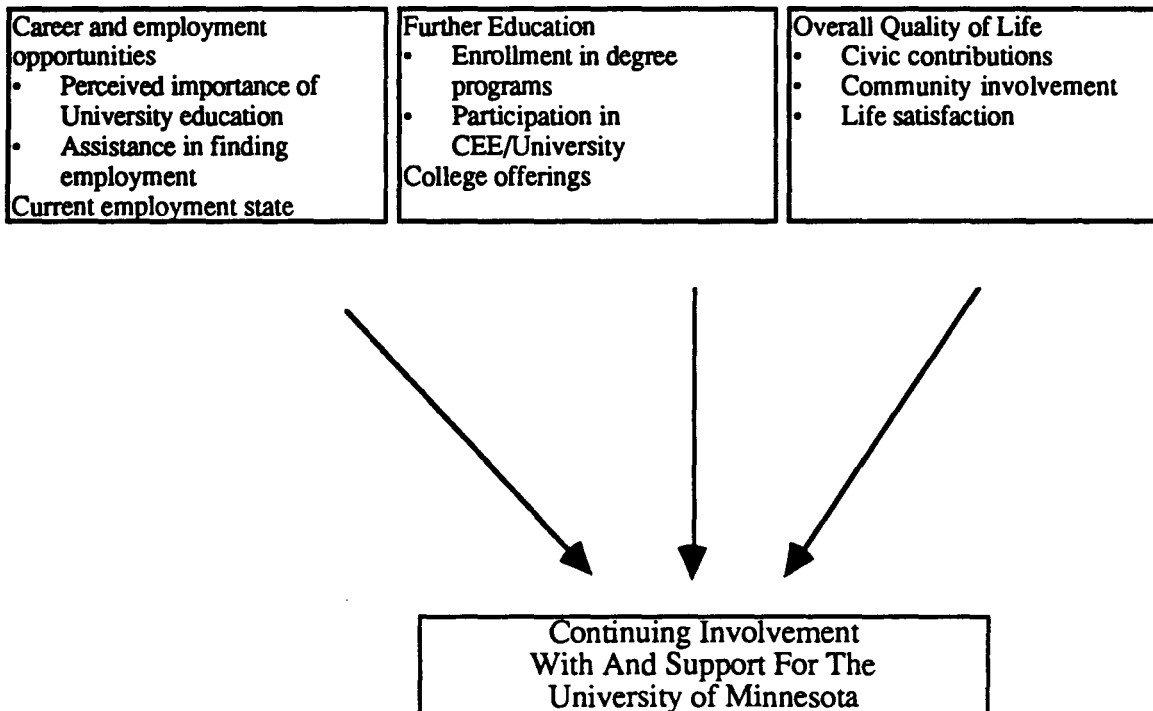 Career and employment
opportunities
• Perceived importance of
University education
• Assistance in finding
employment
Current employment state
Further Education
• Enrollment in degree
programs
• Participation in
CEE/University
College offerings
Overall Quality of Life
• Civic contributions
• Community involvement
• Life satisfaction
Continuing Involvement
With And Support For The
University of Minnesota